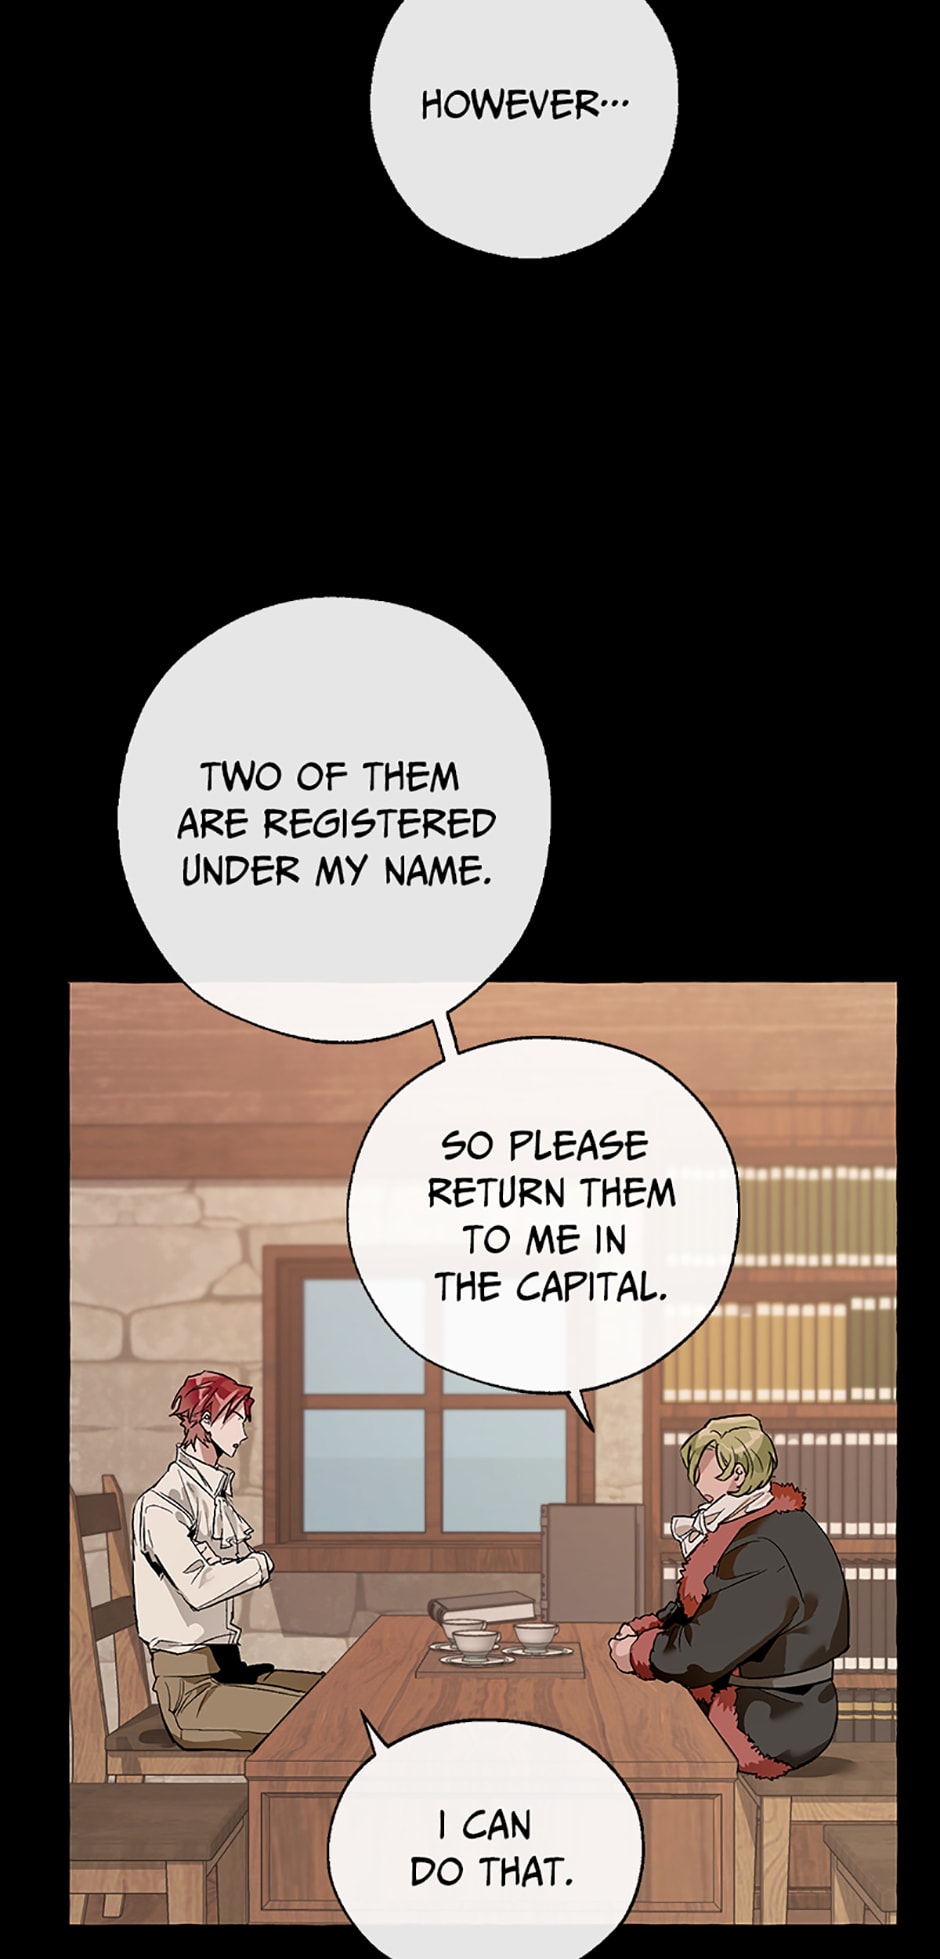 HOWEVER...
TWO OF THEM
ARE REGISTERED
UNDER MY NAME.
SO PLEASE
RETURN THEM
TO ME IN
THE CAPITAL.
I CAN
DO THAT.